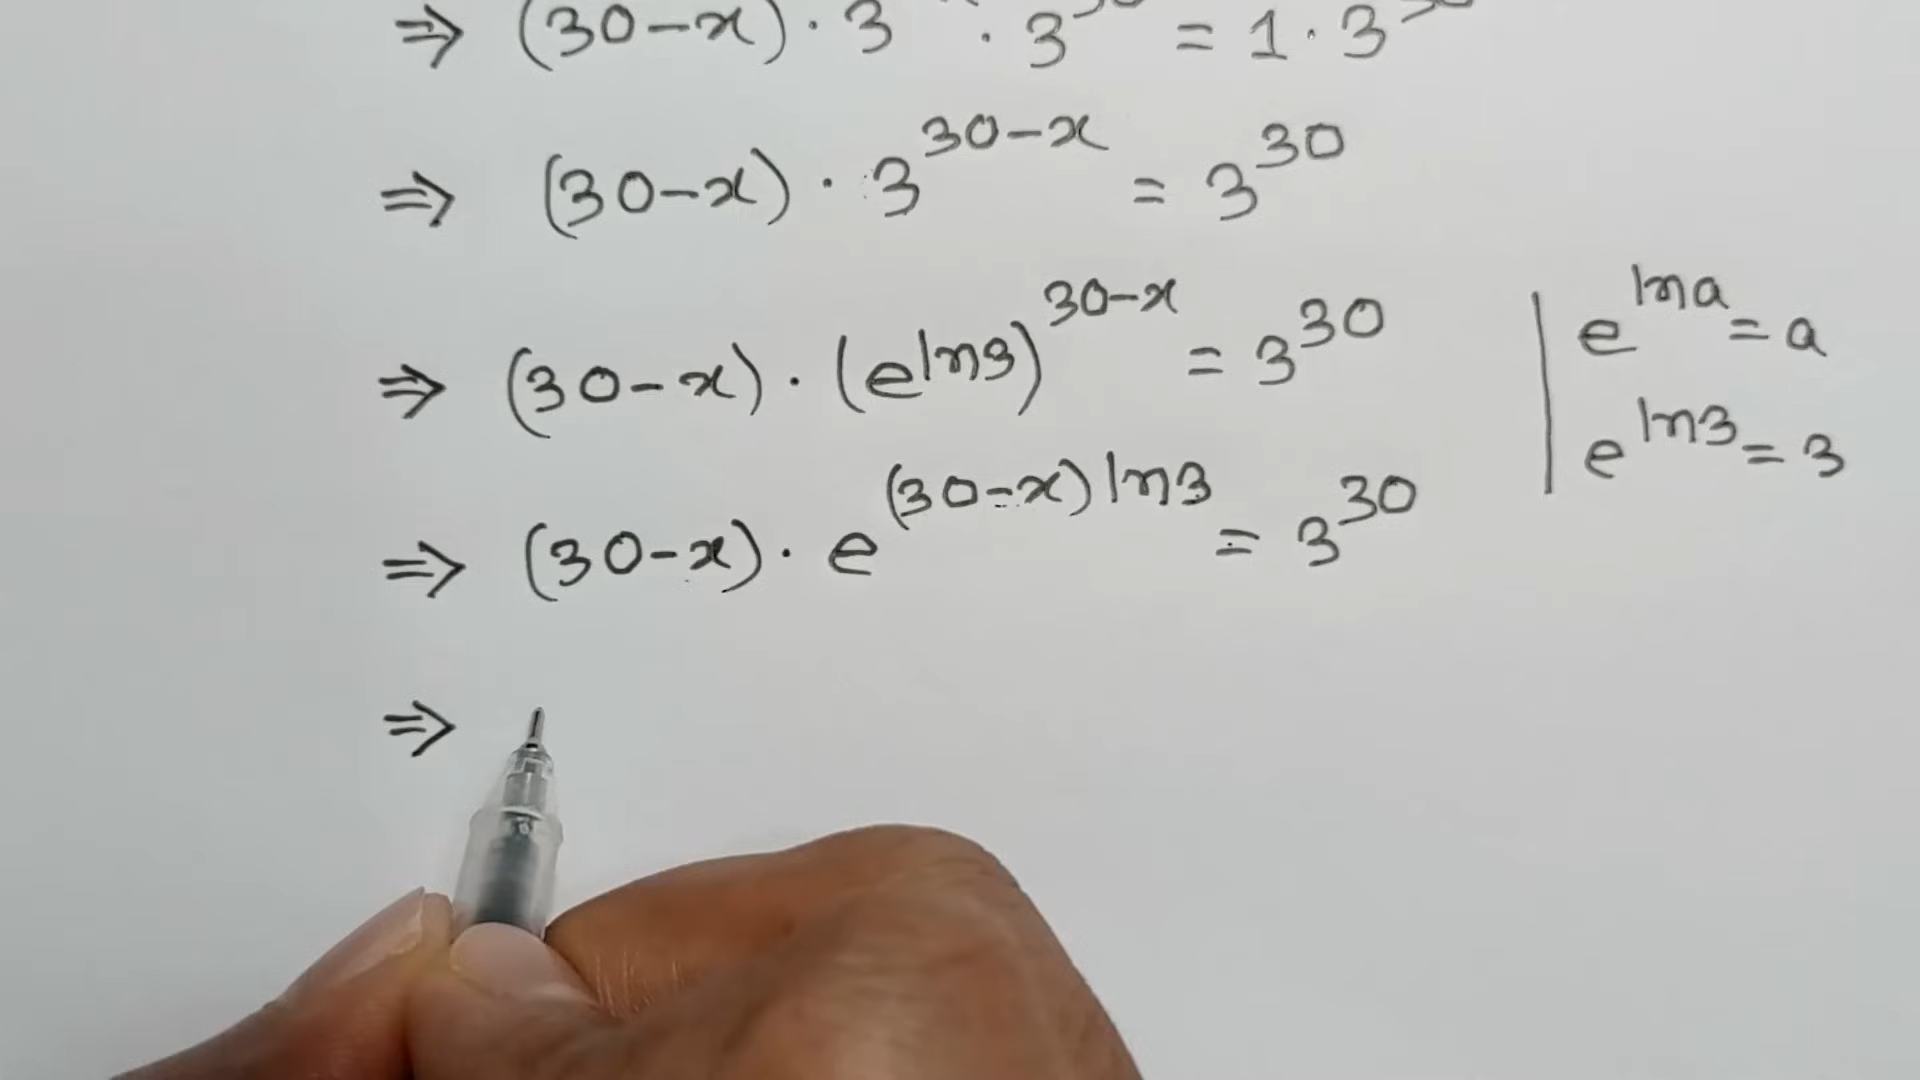 ⇒ (30-x) · 3 · 3 = 1 · 3
⇒ (30-x) · 3^{30-x} = 3^{30}
⇒ (30-x) · (e^{ln3})^{30-x} = 3^{30}
e^{lna} = a
e^{ln3} = 3
⇒ (30-x) · e^{(30-x) ln3} = 3^{30}
⇒